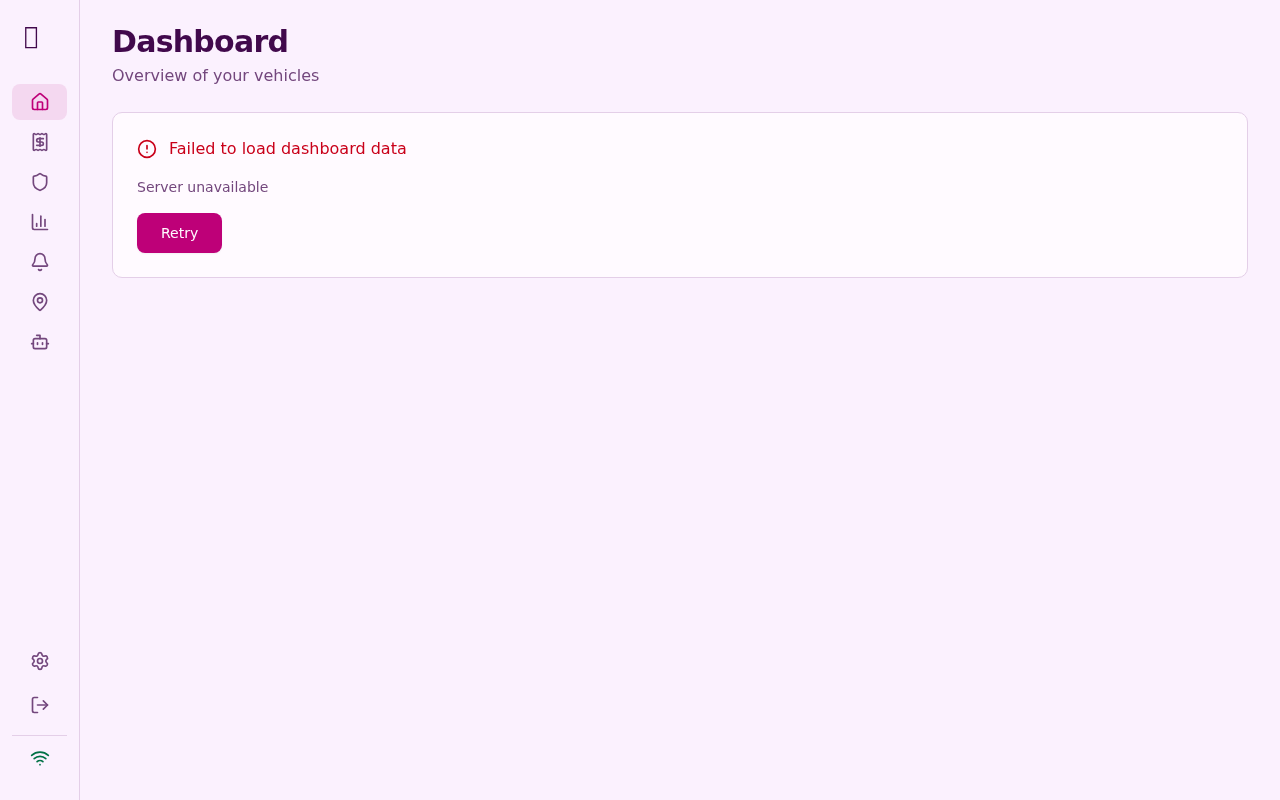 Dashboard
Overview of your vehicles
Failed to load dashboard data
Server unavailable
Retry